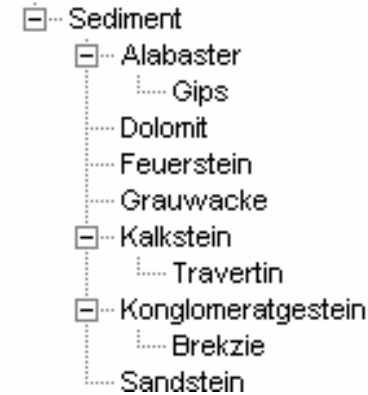 Sediment
Alabaster
Gips
Dolomit
Feuerstein
Grauwacke
Kalkstein
Travertin
Konglomeratgestein
Brekzie
Sandstein